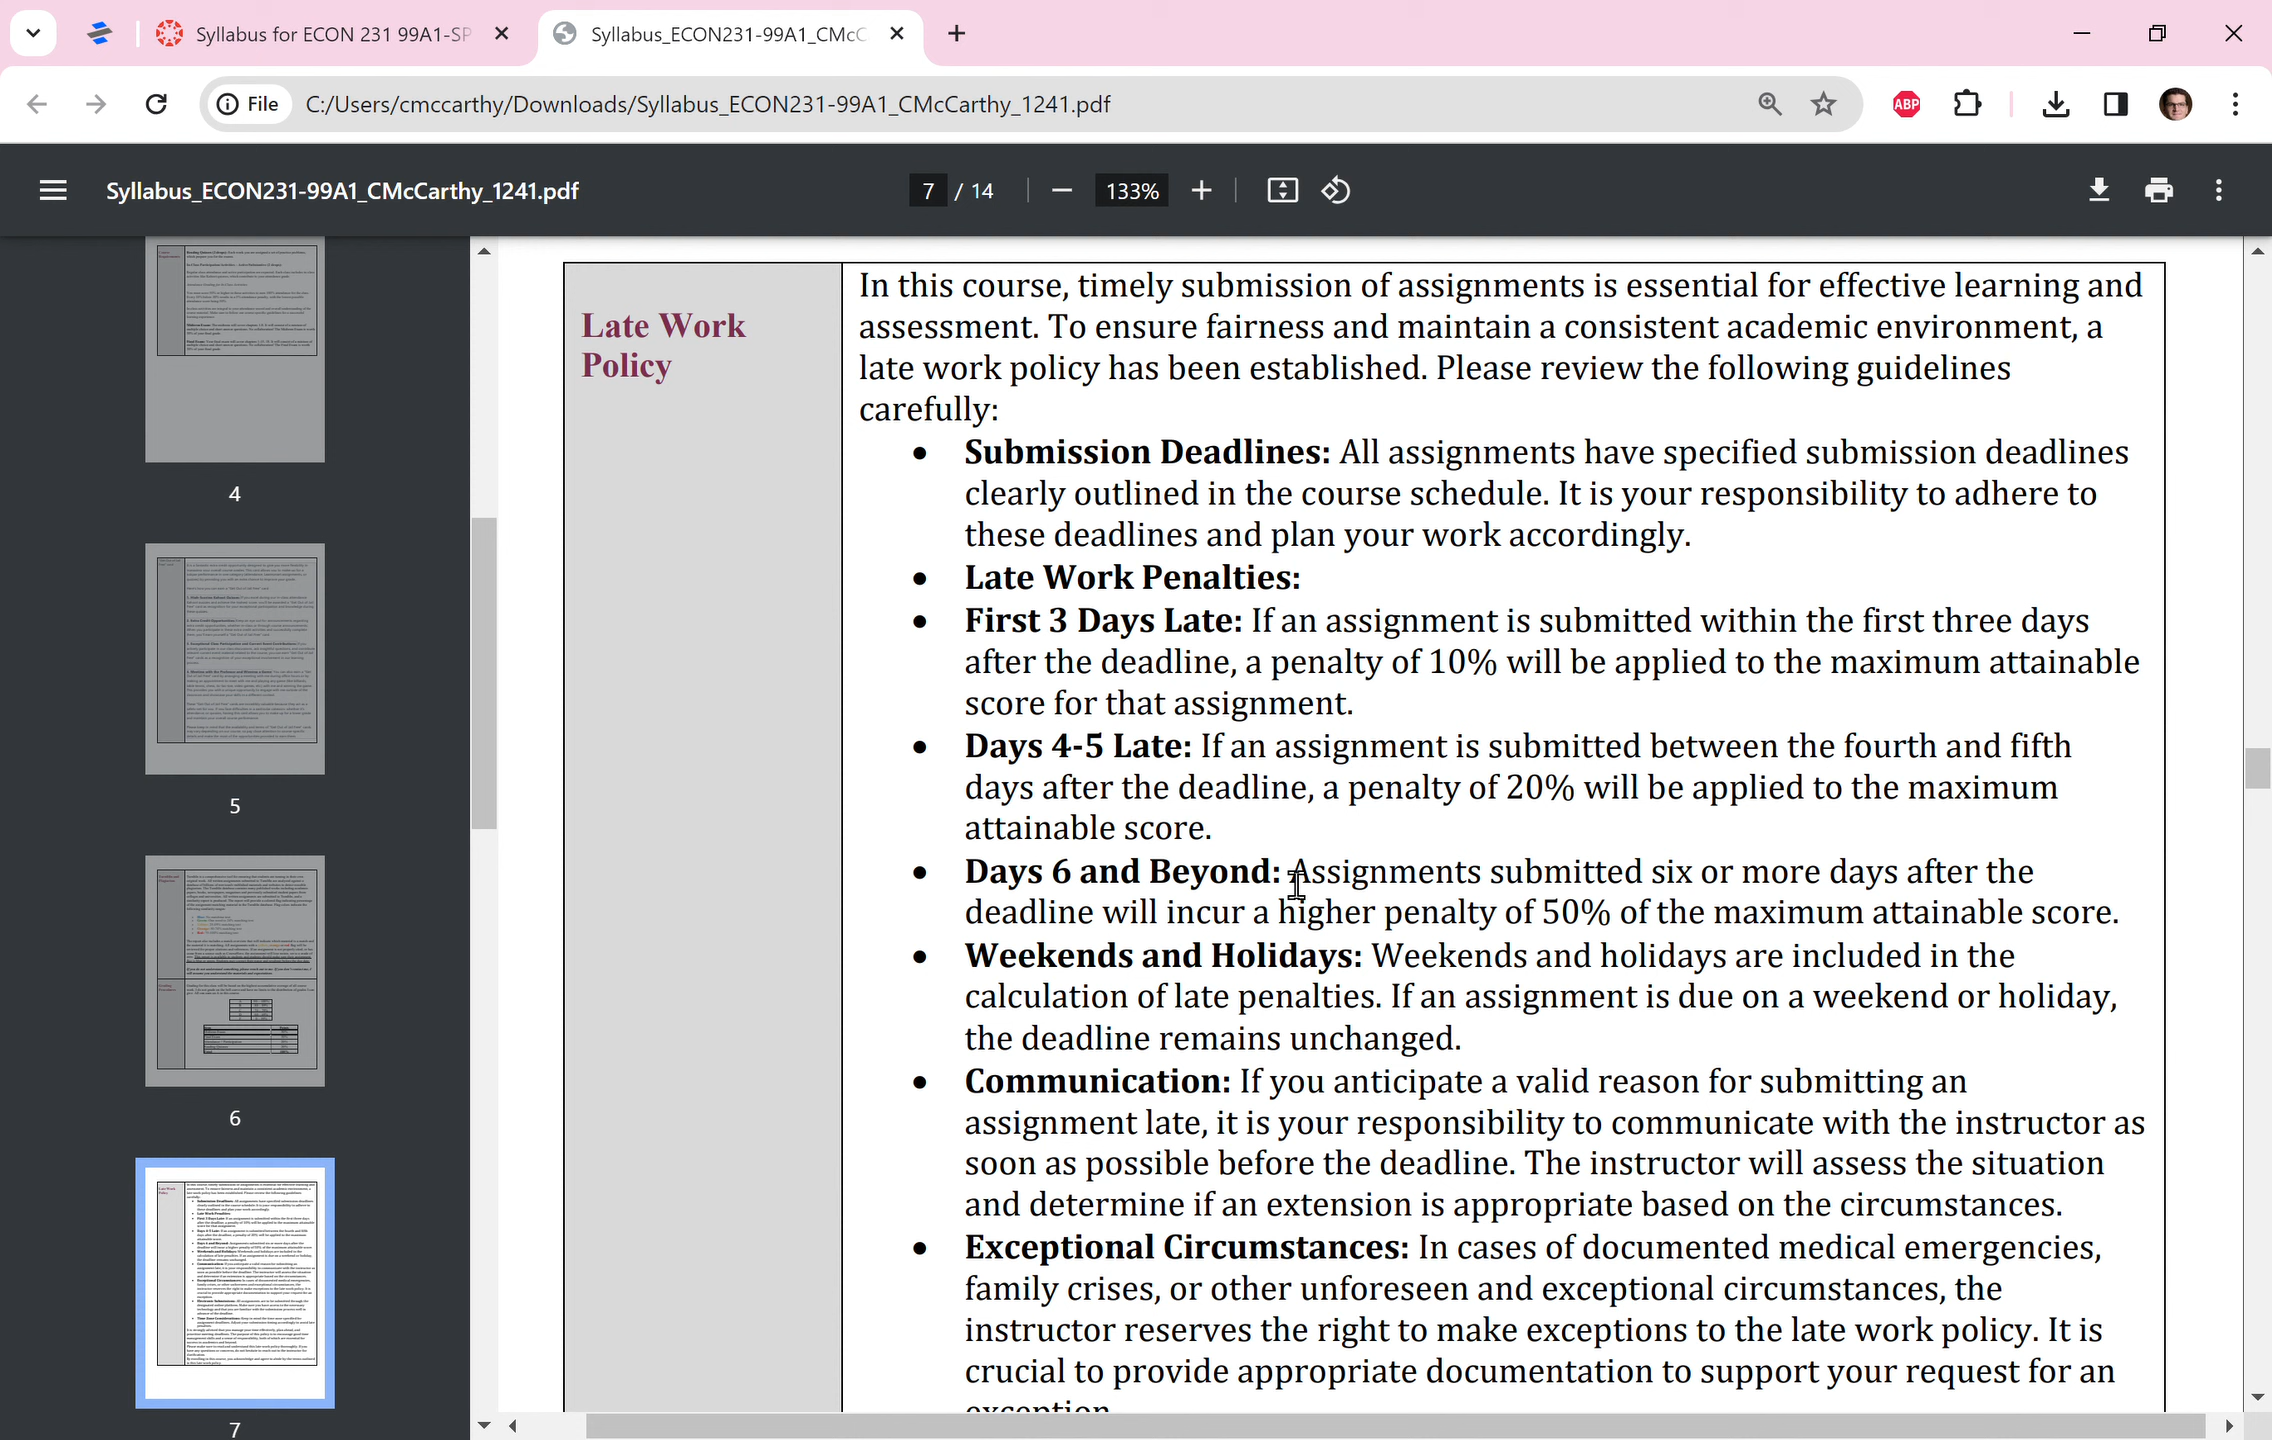 Syllabus for ECON 231 99A1-SP
Syllabus_ECON231-99A1_CMcC
File
C:/Users/cmccarthy/Downloads/Syllabus_ECON231-99A1_CMcCarthy_1241.pdf
ABP
Syllabus_ECON231-99A1_CMcCarthy_1241.pdf
7 / 14
133%
4
5
6
7
Late Work
Policy
In this course, timely submission of assignments is essential for effective learning and
assessment. To ensure fairness and maintain a consistent academic environment, a
late work policy has been established. Please review the following guidelines
carefully:
• Submission Deadlines: All assignments have specified submission deadlines
clearly outlined in the course schedule. It is your responsibility to adhere to
these deadlines and plan your work accordingly.
• Late Work Penalties:
• First 3 Days Late: If an assignment is submitted within the first three days
after the deadline, a penalty of 10% will be applied to the maximum attainable
score for that assignment.
• Days 4-5 Late: If an assignment is submitted between the fourth and fifth
days after the deadline, a penalty of 20% will be applied to the maximum
attainable score.
• Days 6 and Beyond: Assignments submitted six or more days after the
deadline will incur a higher penalty of 50% of the maximum attainable score.
• Weekends and Holidays: Weekends and holidays are included in the
calculation of late penalties. If an assignment is due on a weekend or holiday,
the deadline remains unchanged.
• Communication: If you anticipate a valid reason for submitting an
assignment late, it is your responsibility to communicate with the instructor as
soon as possible before the deadline. The instructor will assess the situation
and determine if an extension is appropriate based on the circumstances.
• Exceptional Circumstances: In cases of documented medical emergencies,
family crises, or other unforeseen and exceptional circumstances, the
instructor reserves the right to make exceptions to the late work policy. It is
crucial to provide appropriate documentation to support your request for an
exception.